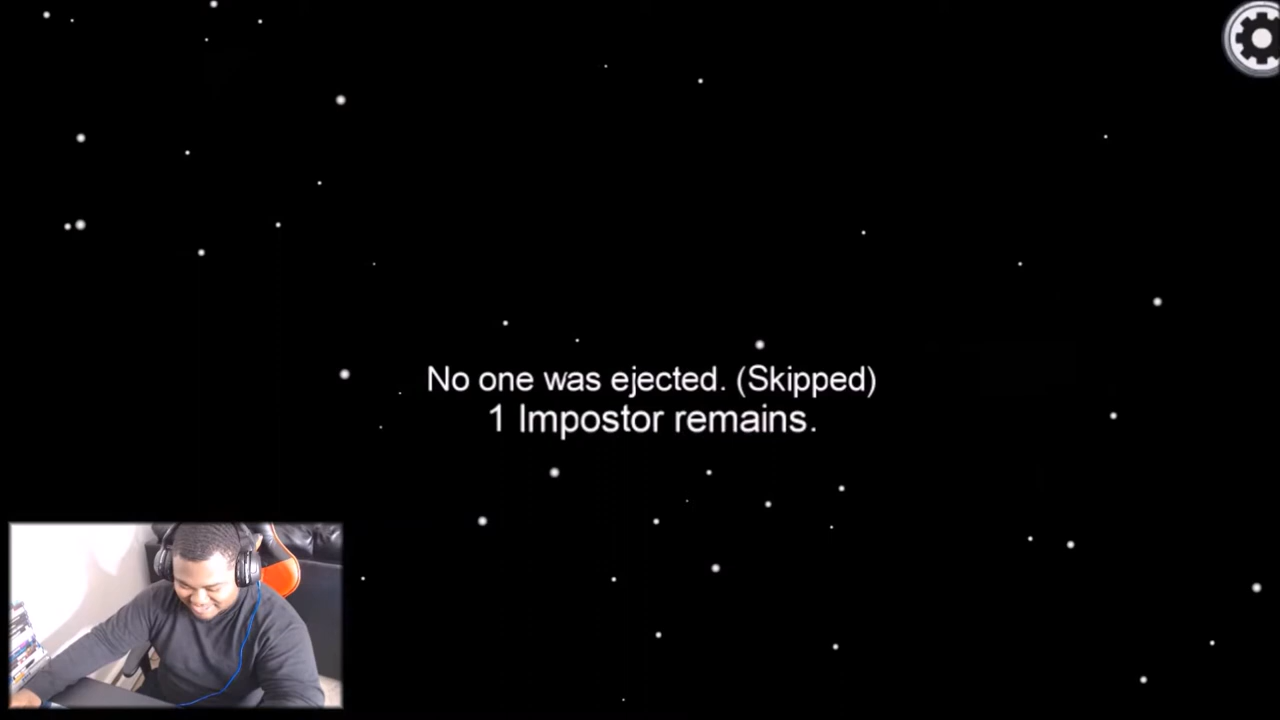 No one was ejected. (Skipped)
1 Impostor remains.